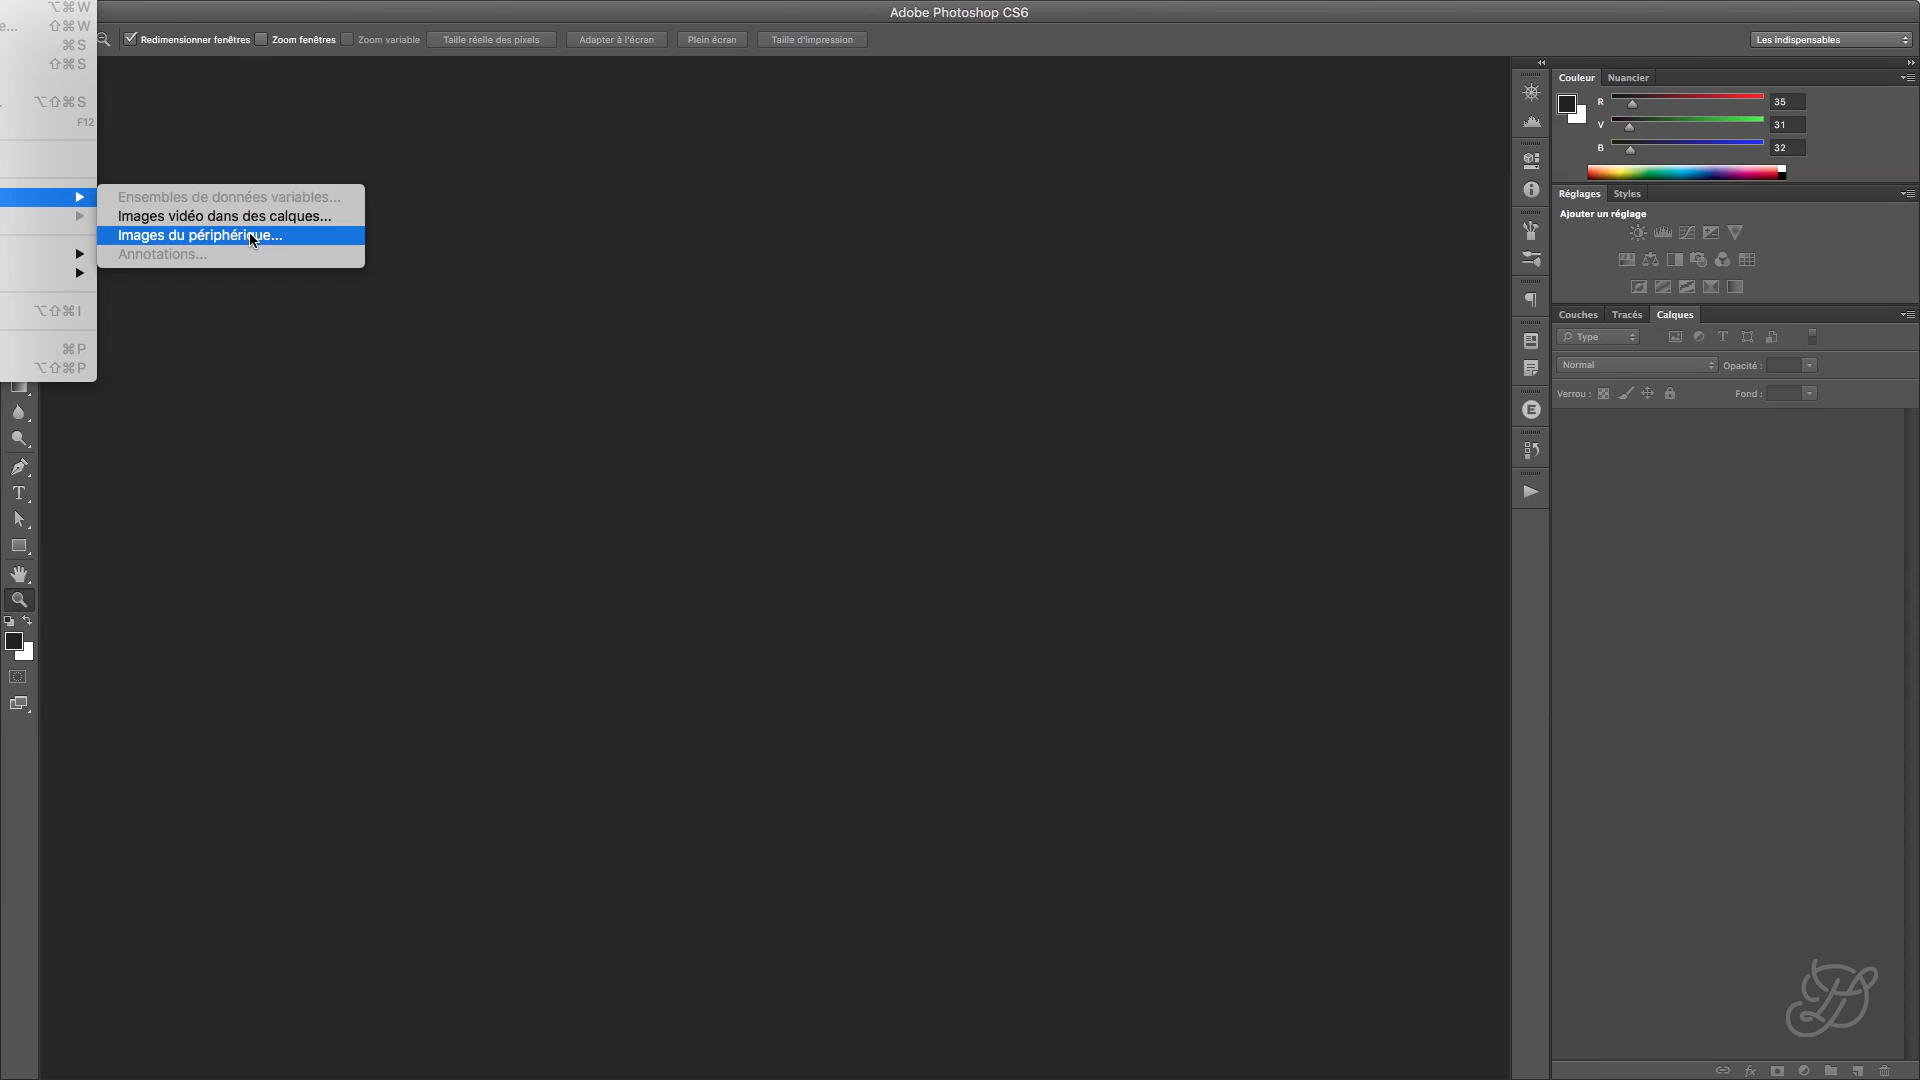 Adobe Photoshop CS6
⌥⌘W
e... ⇧⌘W
⌘S
⇧⌘S
⌥⇧⌘S
F12
⌥⇧⌘I
⌘P
⌥⇧⌘P
Redimensionner fenêtres Zoom fenêtres Zoom variable Taille réelle des pixels Adapter à l'écran Plein écran Taille d'impression Les indispensables
Ensembles de données variables...
Images vidéo dans des calques...
Images du périphérique...
Annotations...
Couleur Nuancier
R 35
V 31
B 32
Réglages Styles
Ajouter un réglage
Couches Tracés Calques
Type
Normal Opacité :
Verrou : Fond :